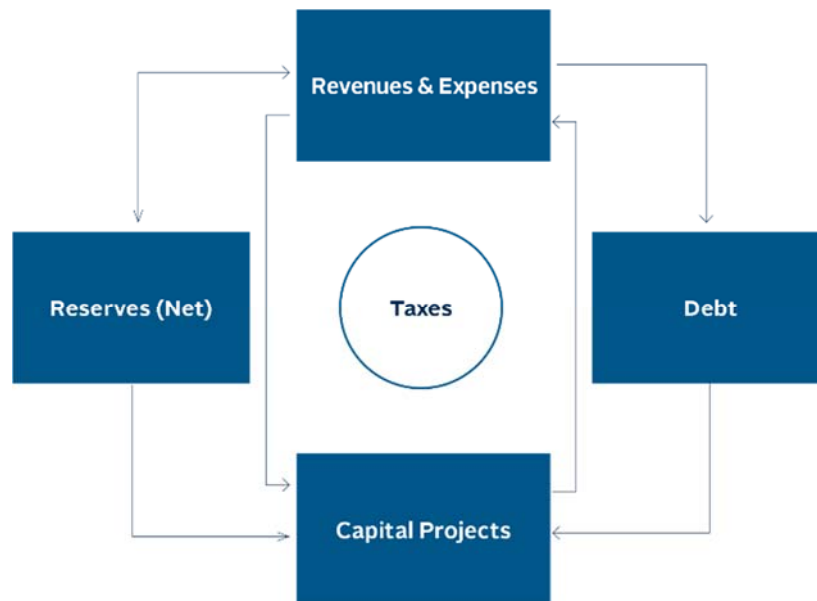 Revenues & Expenses
Reserves (Net)
Taxes
Debt
Capital Projects